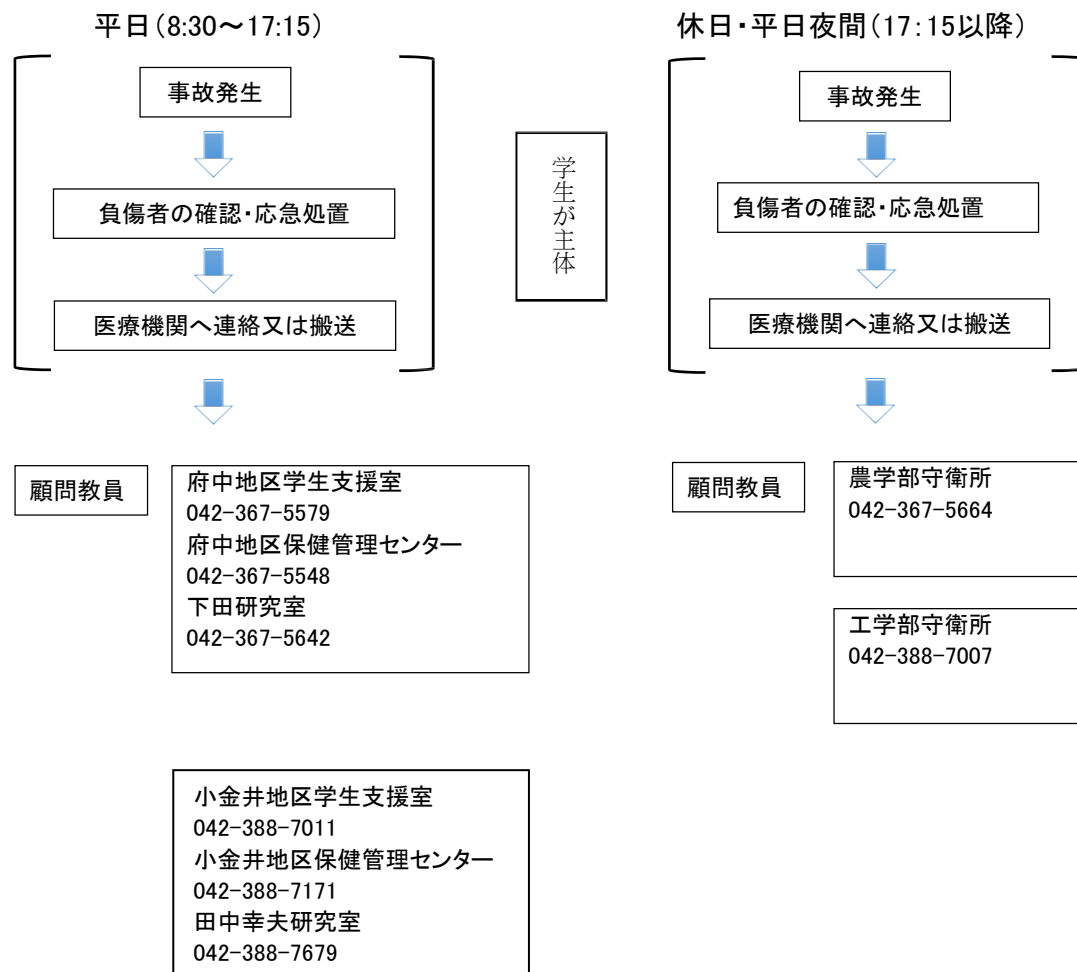 平日(8:30~17:15)
事故発生
負傷者の確認・応急処置
医療機関へ連絡又は搬送
顧問教員
府中地区学生支援室
042-367-5579
府中地区保健管理センター
042-367-5548
下田研究室
042-367-5642
小金井地区学生支援室
042-388-7011
小金井地区保健管理センター
042-388-7171
田中幸夫研究室
042-388-7679
学生が主体
休日・平日夜間(17:15以降)
事故発生
負傷者の確認・応急処置
医療機関へ連絡又は搬送
顧問教員
農学部守衛所
042-367-5664
工学部守衛所
042-388-7007